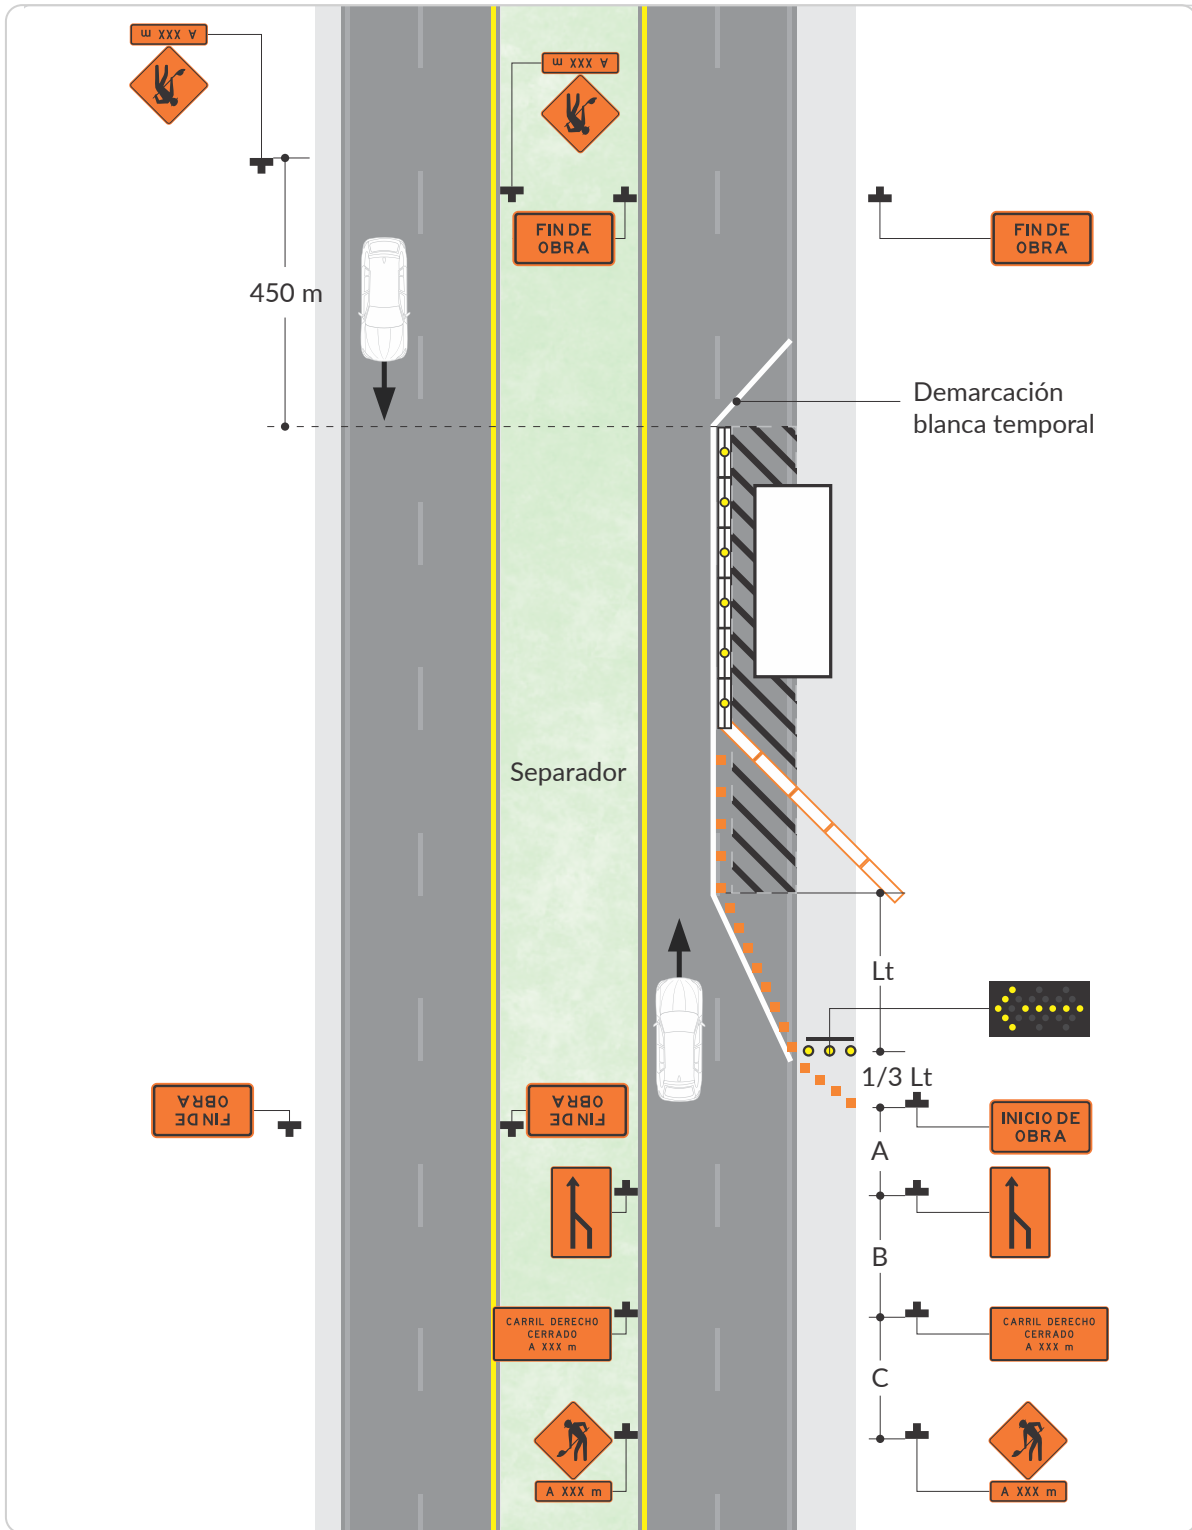 A XXX m
A XXX m
FIN DE
OBRA
FIN DE
OBRA
450 m
Demarcación
blanca temporal
Separador
Lt
1/3 Lt
FIN DE
OBRA
FIN DE
OBRA
INICIO DE
OBRA
A
B
CARRIL DERECHO
CERRADO
A XXX m
CARRIL DERECHO
CERRADO
A XXX m
C
A XXX m
A XXX m